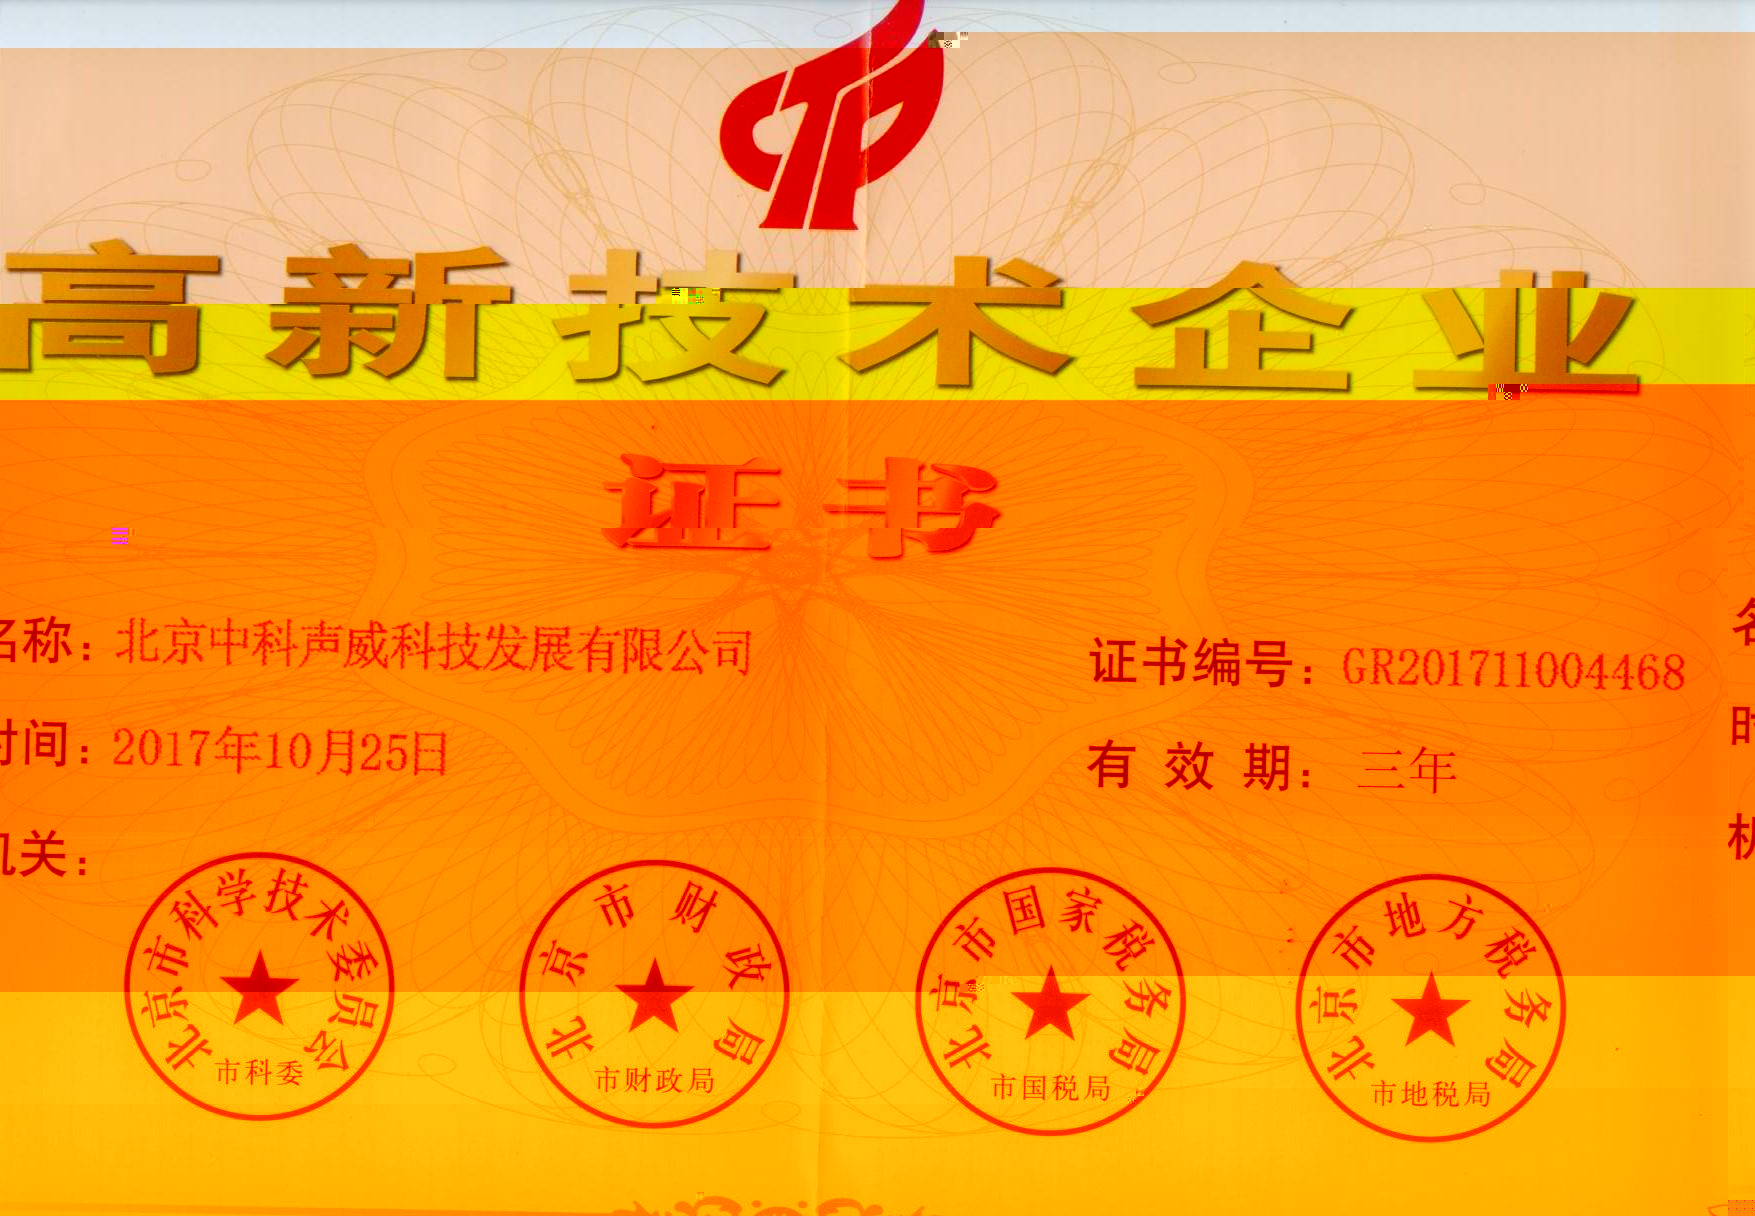 高新技术企业
证书
名称：北京中科声威科技发展有限公司
证书编号：GR201711004468
时间：2017年10月25日
有效期：三年
机关：
北京市科学技术委员会
市科委
北京市财政局
市财政局
北京市国家税务局
市国税局
北京市地方税务局
市地税局